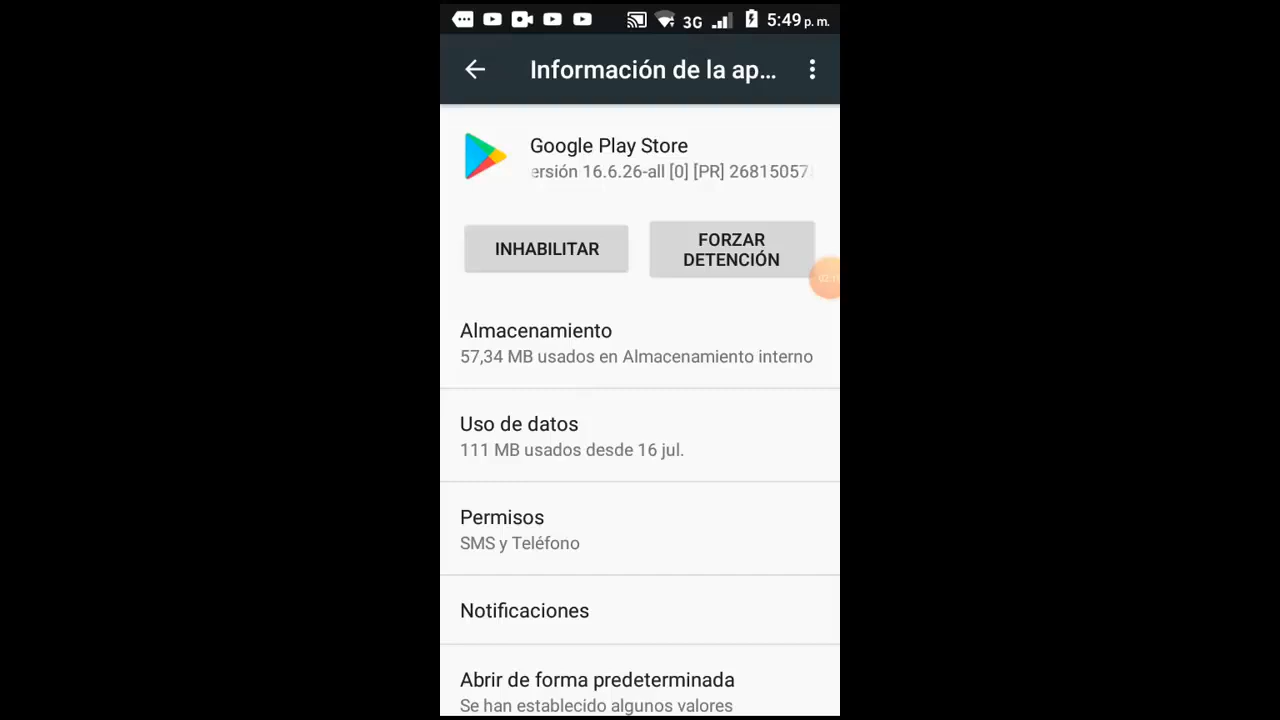 3G 5:49 p. m.
Información de la ap...
Google Play Store
ersión 16.6.26-all [0] [PR] 26815057
INHABILITAR
FORZAR
DETENCIÓN
Almacenamiento
57,34 MB usados en Almacenamiento interno
Uso de datos
111 MB usados desde 16 jul.
Permisos
SMS y Teléfono
Notificaciones
Abrir de forma predeterminada
Se han establecido algunos valores